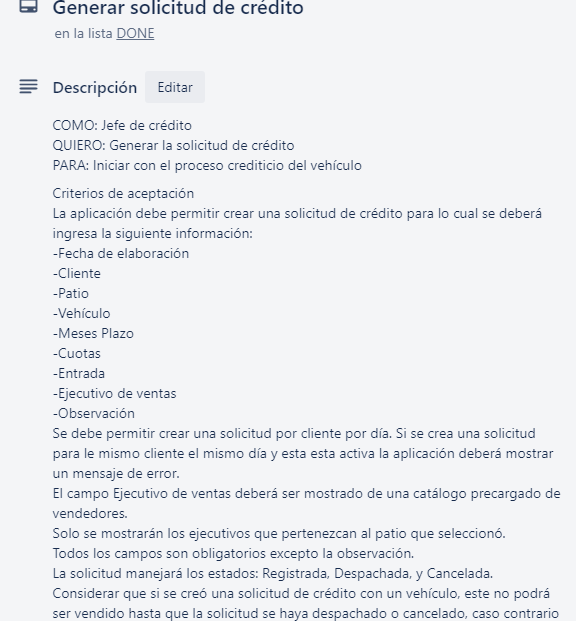 Generar solicitud de crédito
en la lista DONE
Descripción Editar
COMO: Jefe de crédito
QUIERO: Generar la solicitud de crédito
PARA: Iniciar con el proceso crediticio del vehículo
Criterios de aceptación
La aplicación debe permitir crear una solicitud de crédito para lo cual se deberá
ingresa la siguiente información:
-Fecha de elaboración
-Cliente
-Patio
-Vehículo
-Meses Plazo
-Cuotas
-Entrada
-Ejecutivo de ventas
-Observación
Se debe permitir crear una solicitud por cliente por día. Si se crea una solicitud
para le mismo cliente el mismo día y esta esta activa la aplicación deberá mostrar
un mensaje de error.
El campo Ejecutivo de ventas deberá ser mostrado de una catálogo precargado de
vendedores.
Solo se mostrarán los ejecutivos que pertenezcan al patio que seleccionó.
Todos los campos son obligatorios excepto la observación.
La solicitud manejará los estados: Registrada, Despachada, y Cancelada.
Considerar que si se creó una solicitud de crédito con un vehículo, este no podrá
ser vendido hasta que la solicitud se haya despachado o cancelado, caso contrario